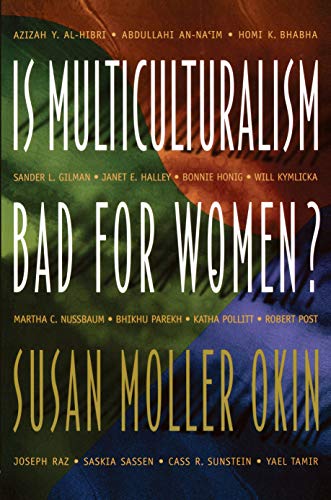 AZIZAH Y. AL-HIBRI • ABDULLAHI AN-NA'IM • HOMI K. BHABHA
IS MULTICULTURALISM
SANDER L. GILMAN • JANET E. HALLEY • BONNIE HONIG • WILL KYMLICKA
BAD FOR WOMEN?
MARTHA C. NUSSBAUM • BHIKHU PAREKH • KATHA POLLITT • ROBERT POST
SUSAN MOLLER OKIN
JOSEPH RAZ • SASKIA SASSEN • CASS R. SUNSTEIN • YAEL TAMIR